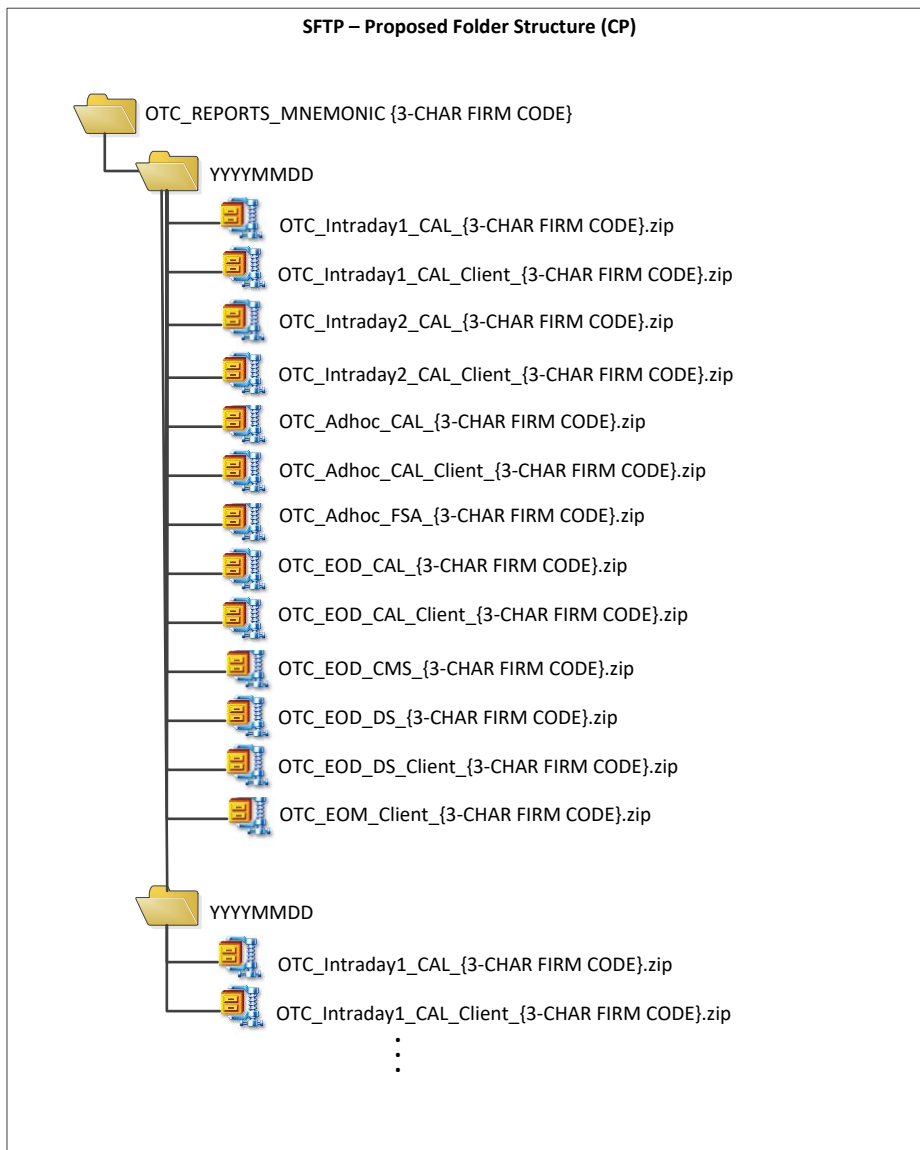 SFTP – Proposed Folder Structure (CP)
OTC_REPORTS_MNEMONIC {3-CHAR FIRM CODE}
YYYYMMDD
OTC_Intraday1_CAL_{3-CHAR FIRM CODE}.zip
OTC_Intraday1_CAL_Client_{3-CHAR FIRM CODE}.zip
OTC_Intraday2_CAL_{3-CHAR FIRM CODE}.zip
OTC_Intraday2_CAL_Client_{3-CHAR FIRM CODE}.zip
OTC_Adhoc_CAL_{3-CHAR FIRM CODE}.zip
OTC_Adhoc_CAL_Client_{3-CHAR FIRM CODE}.zip
OTC_Adhoc_FSA_{3-CHAR FIRM CODE}.zip
OTC_EOD_CAL_{3-CHAR FIRM CODE}.zip
OTC_EOD_CAL_Client_{3-CHAR FIRM CODE}.zip
OTC_EOD_CMS_{3-CHAR FIRM CODE}.zip
OTC_EOD_DS_{3-CHAR FIRM CODE}.zip
OTC_EOD_DS_Client_{3-CHAR FIRM CODE}.zip
OTC_EOM_Client_{3-CHAR FIRM CODE}.zip
YYYYMMDD
OTC_Intraday1_CAL_{3-CHAR FIRM CODE}.zip
OTC_Intraday1_CAL_Client_{3-CHAR FIRM CODE}.zip